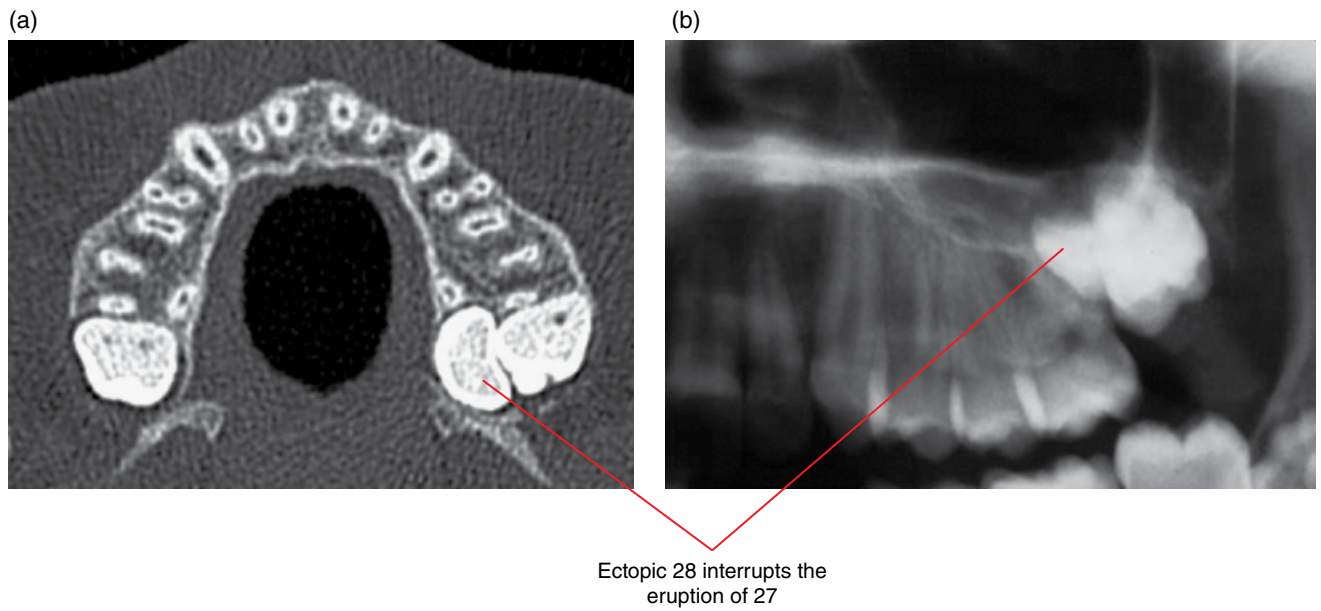 (a)
(b)
Ectopic 28 interrupts the
eruption of 27